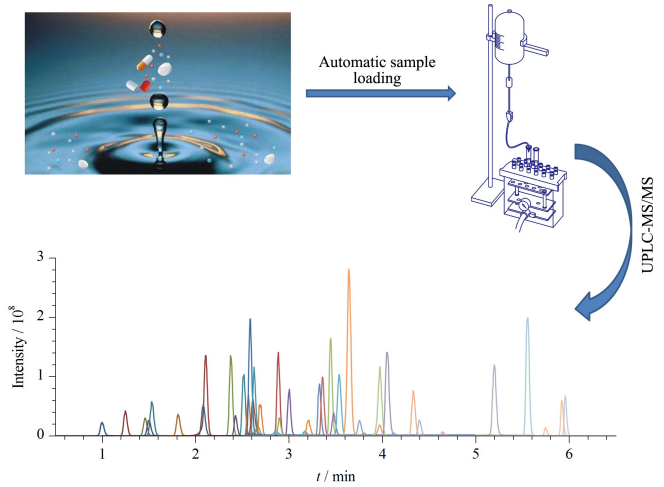 Automatic sample
loading
UPLC-MS/MS
Intensity / 10⁸
3
2
1
0
1
2
3
4
5
6
t / min